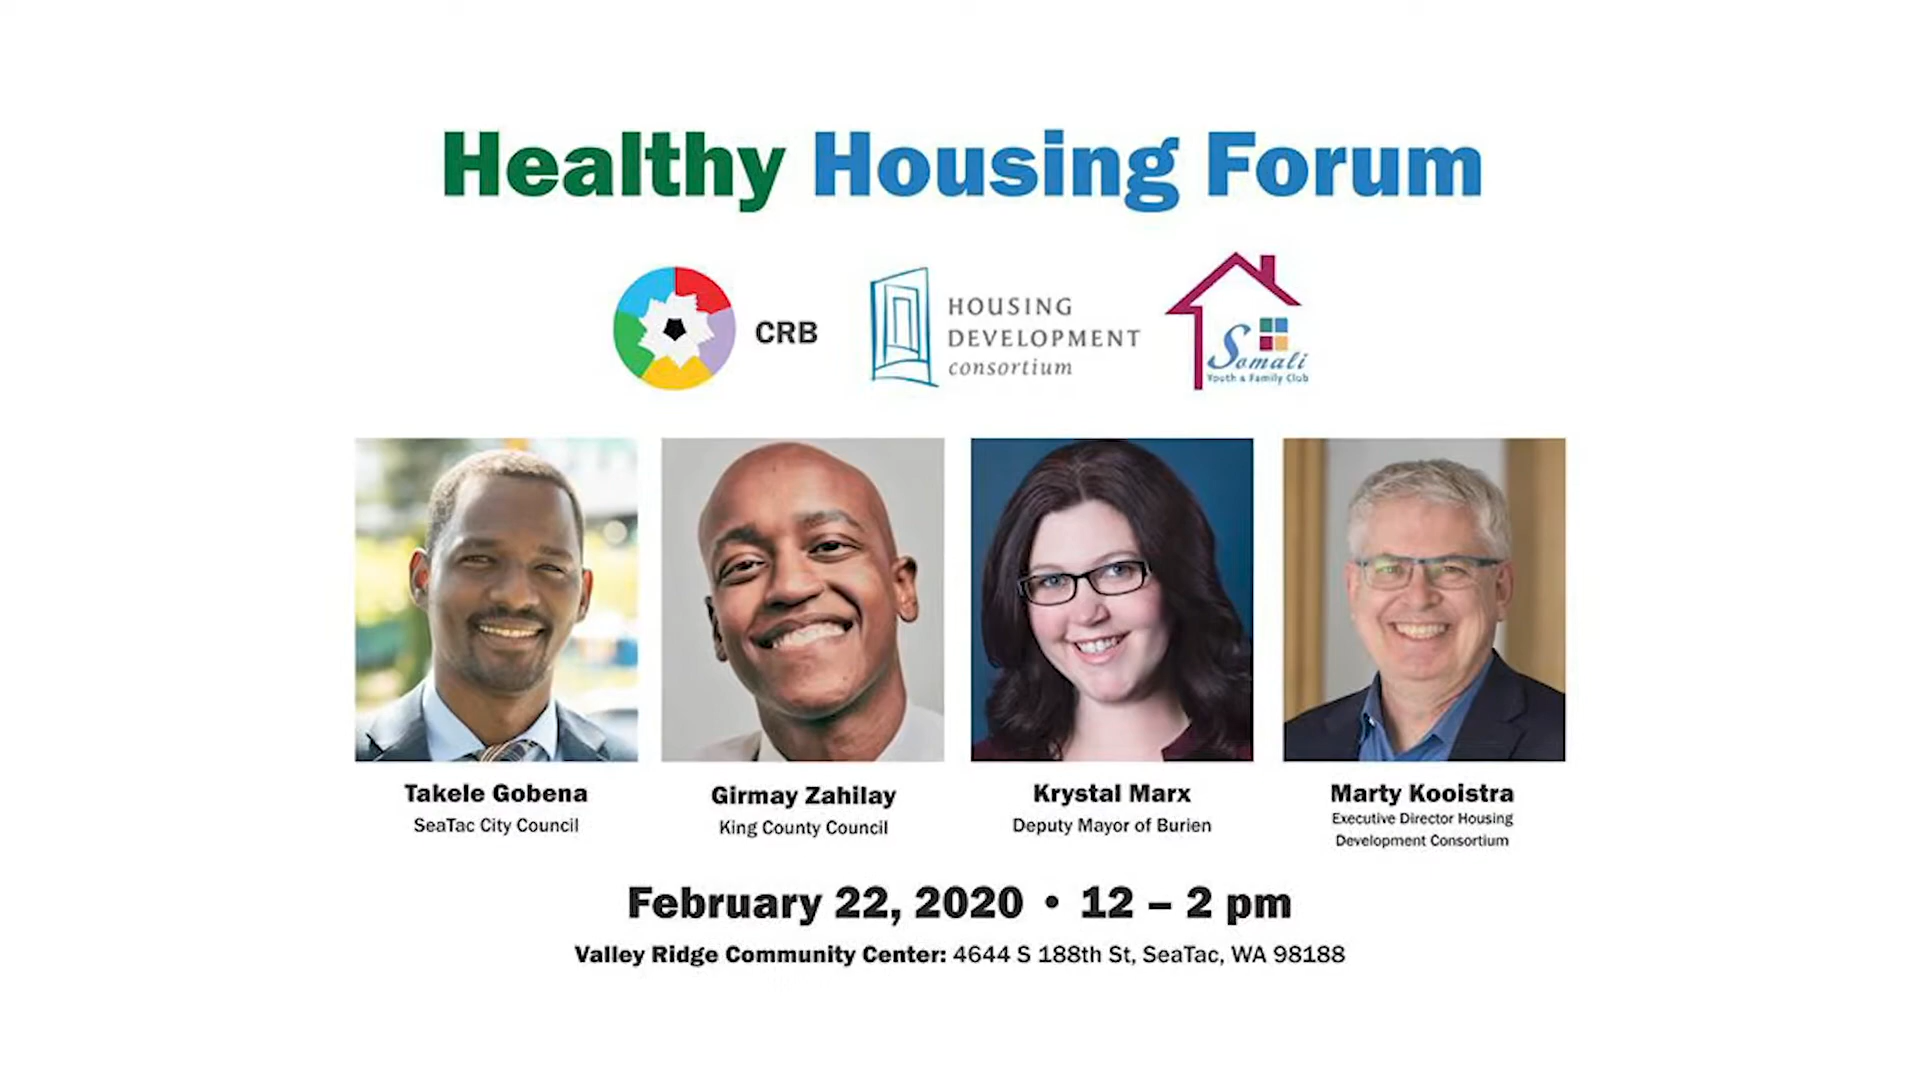 Healthy Housing Forum
CRB
HOUSING
DEVELOPMENT
consortium
Somali
Youth & Family Club
Takele Gobena
SeaTac City Council
Girmay Zahilay
King County Council
Krystal Marx
Deputy Mayor of Burien
Marty Kooistra
Executive Director Housing
Development Consortium
February 22, 2020 • 12 – 2 pm
Valley Ridge Community Center: 4644 S 188th St, SeaTac, WA 98188